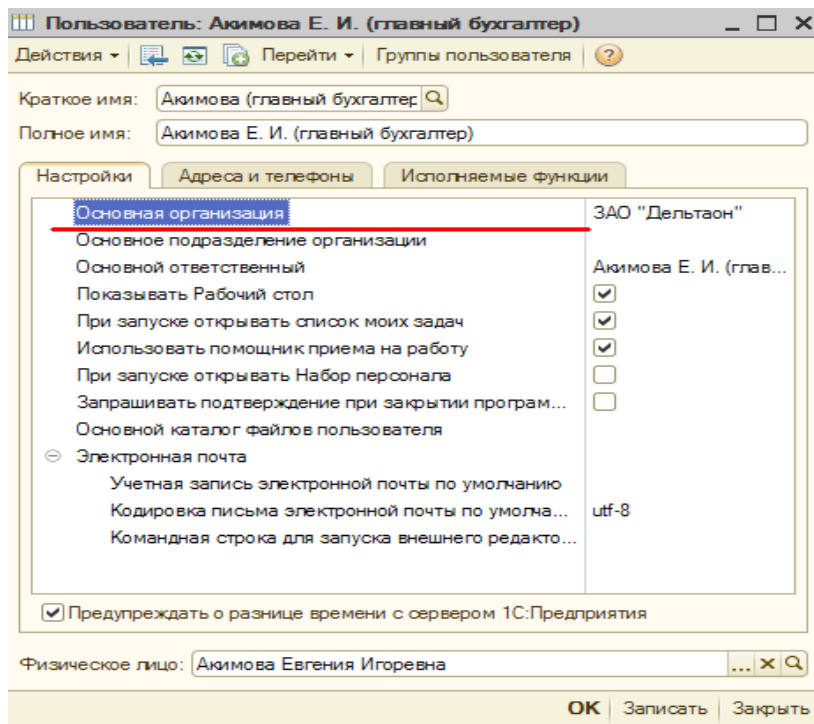 Пользователь: Акимова Е. И. (главный бухгалтер)
Действия Перейти Группы пользователя
Краткое имя: Акимова (главный бухгалтер
Полное имя: Акимова Е. И. (главный бухгалтер)
Настройки Адреса и телефоны Исполняемые функции
Основная организация ЗАО "Дельтаон"
Основное подразделение организации
Основной ответственный Акимова Е. И. (глав...
Показывать Рабочий стол
При запуске открывать список моих задач
Использовать помощник приема на работу
При запуске открывать Набор персонала
Запрашивать подтверждение при закрытии програм...
Основной каталог файлов пользователя
Электронная почта
Учетная запись электронной почты по умолчанию
Кодировка письма электронной почты по умолча... utf-8
Командная строка для запуска внешнего редакто...
Предупреждать о разнице времени с сервером 1С:Предприятия
Физическое лицо: Акимова Евгения Игоревна ...
OK Записать Закрыть